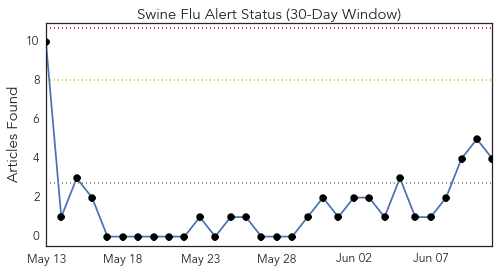 Swine Flu Alert Status (30-Day Window)
Articles Found
10
8
6
4
2
0
May 13
May 18
May 23
May 28
Jun 02
Jun 07